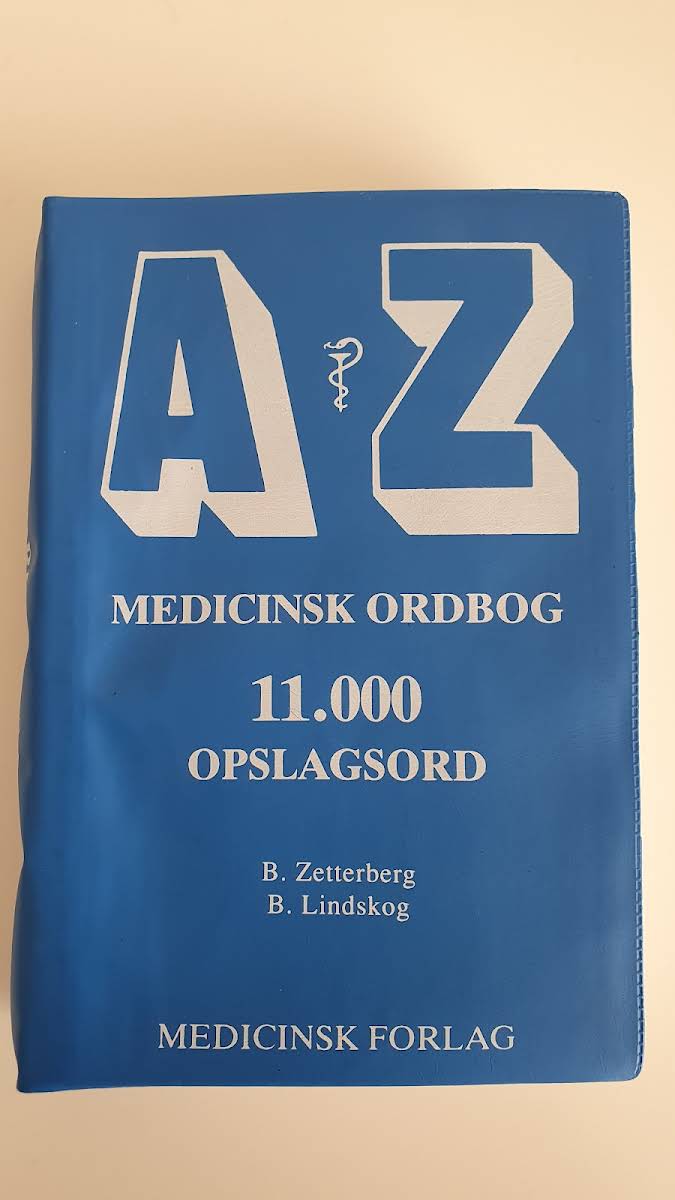 A Z
MEDICINSK ORDBOG
11.000
OPSLAGSORD
B. Zetterberg
B. Lindskog
MEDICINSK FORLAG